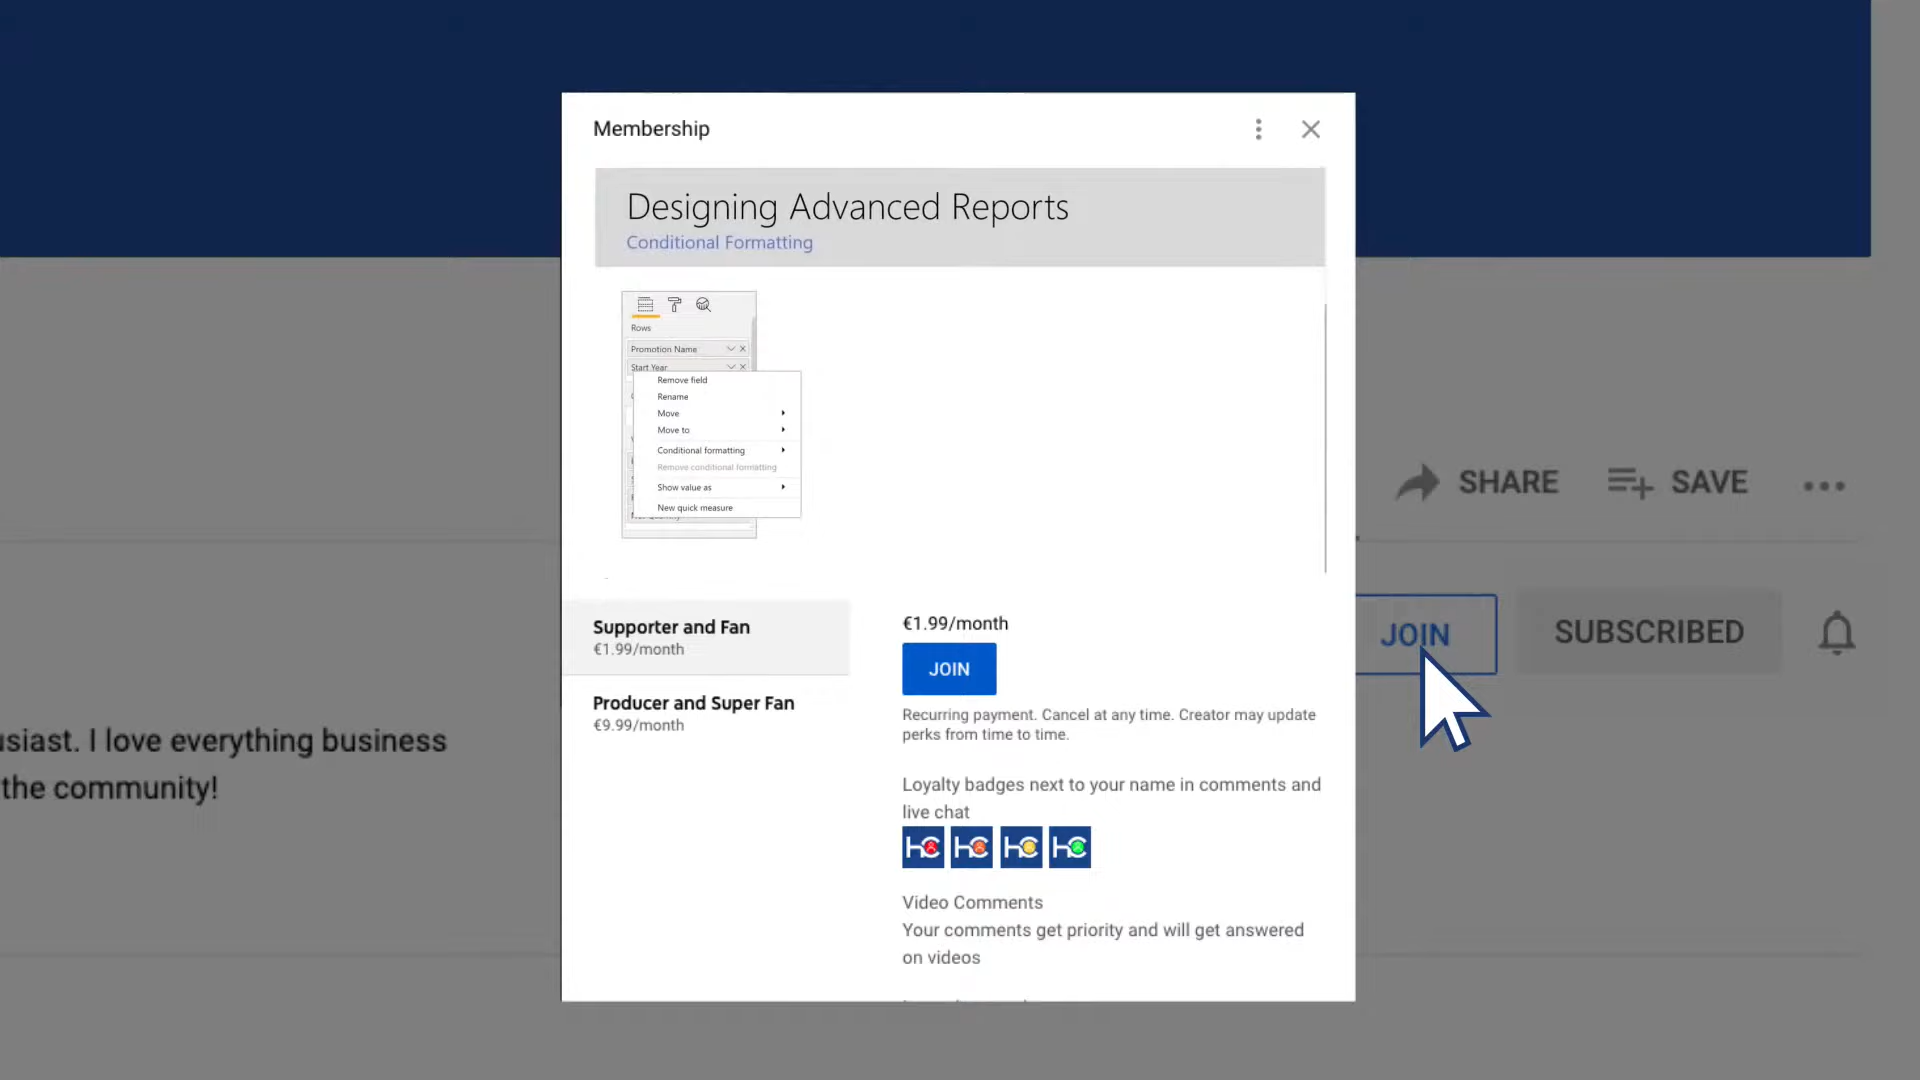 Membership
Designing Advanced Reports
Conditional Formatting
Rows
Promotion Name
Start Year
Remove field
Rename
Move
Move to
Conditional formatting
Remove conditional formatting
Show value as
New quick measure
SHARE
SAVE
Supporter and Fan
€1.99/month
Producer and Super Fan
€9.99/month
€1.99/month
JOIN
Recurring payment. Cancel at any time. Creator may update
perks from time to time.
Loyalty badges next to your name in comments and
live chat
hC hC hC hC
Video Comments
Your comments get priority and will get answered
on videos
JOIN
SUBSCRIBED
I love everything business
the community!